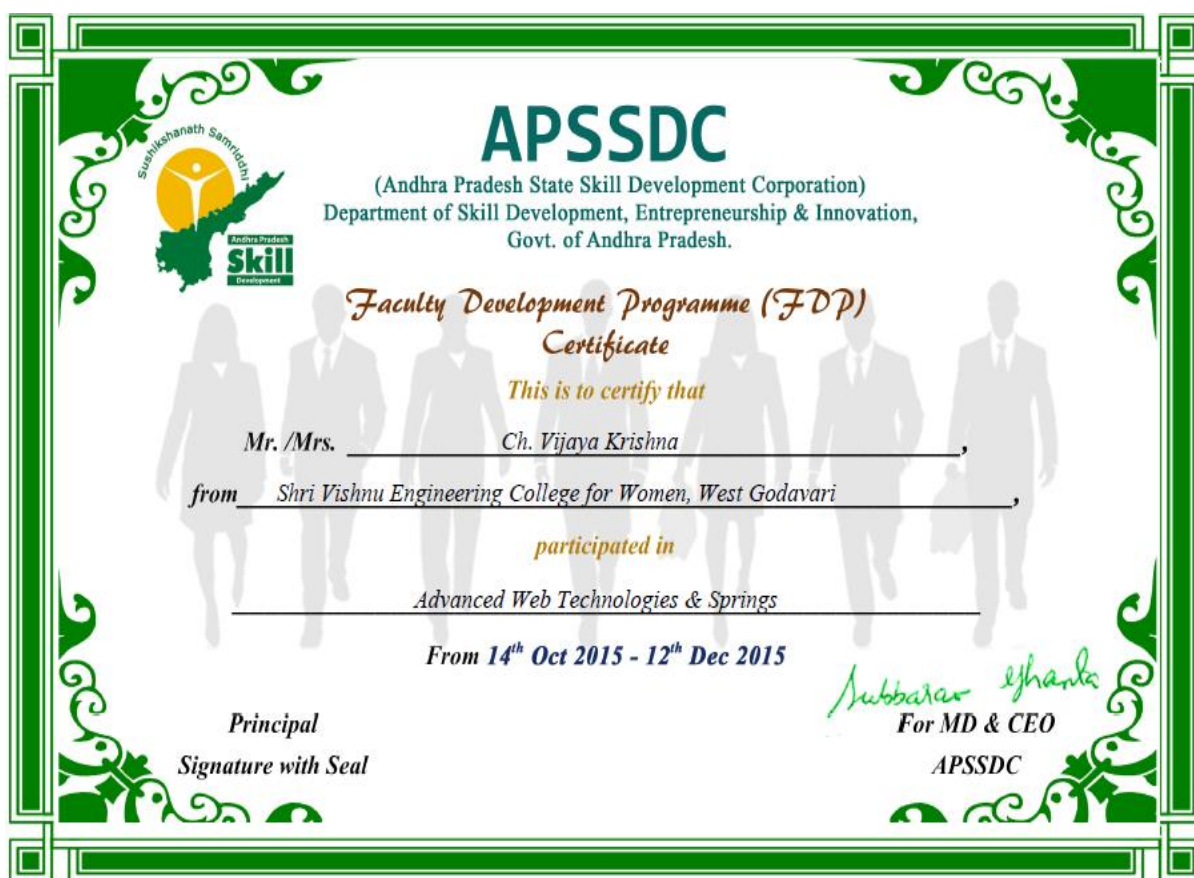 APSSDC
(Andhra Pradesh State Skill Development Corporation)
Department of Skill Development, Entrepreneurship & Innovation,
Govt. of Andhra Pradesh.
Sushikshanath Samriddhi
Andhra Pradesh
Skill
Development
Faculty Development Programme (FDP)
Certificate
This is to certify that
Mr. /Mrs. Ch. Vijaya Krishna ,
from Shri Vishnu Engineering College for Women, West Godavari ,
participated in
Advanced Web Technologies & Springs
From 14th Oct 2015 - 12th Dec 2015
Subbarao Ghanta
Principal For MD & CEO
Signature with Seal APSSDC